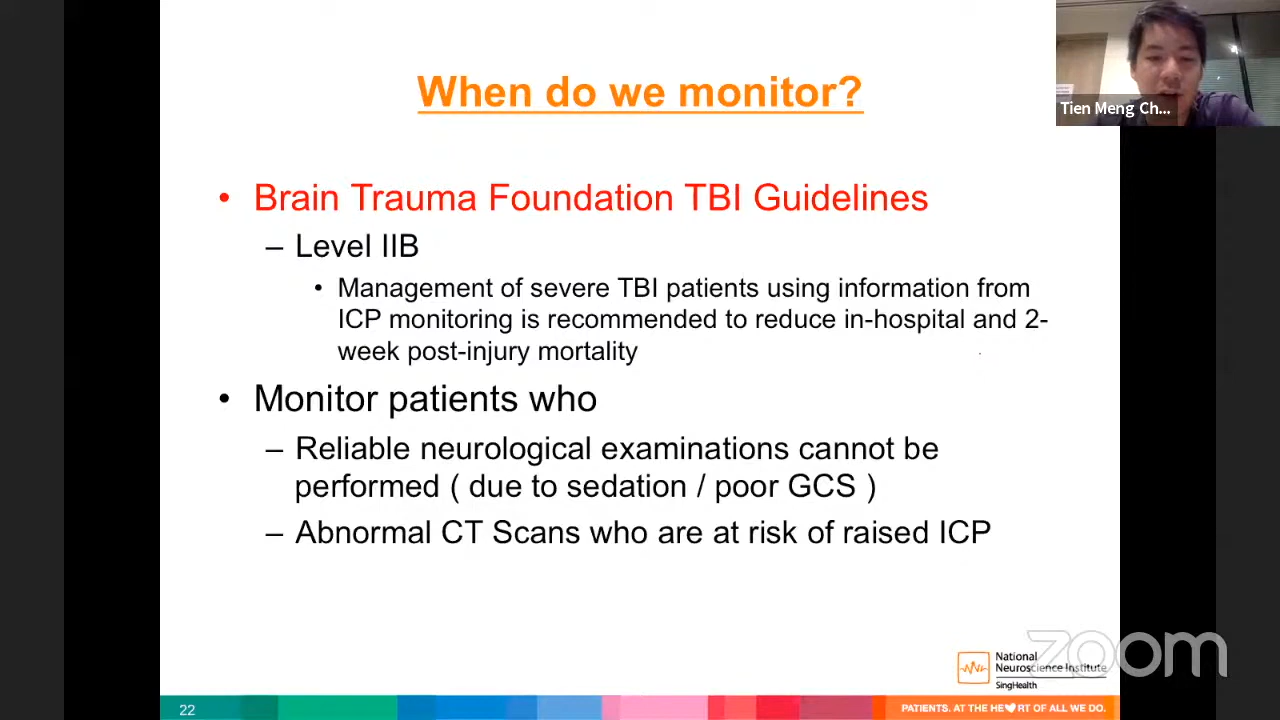 When do we monitor?
Tien Meng Ch...
• Brain Trauma Foundation TBI Guidelines
– Level IIB
• Management of severe TBI patients using information from
ICP monitoring is recommended to reduce in-hospital and 2-
week post-injury mortality
• Monitor patients who
– Reliable neurological examinations cannot be
performed ( due to sedation / poor GCS )
– Abnormal CT Scans who are at risk of raised ICP
zoom
National
Neuroscience Institute
SingHealth
22
PATIENTS. AT THE HE♥RT OF ALL WE DO.